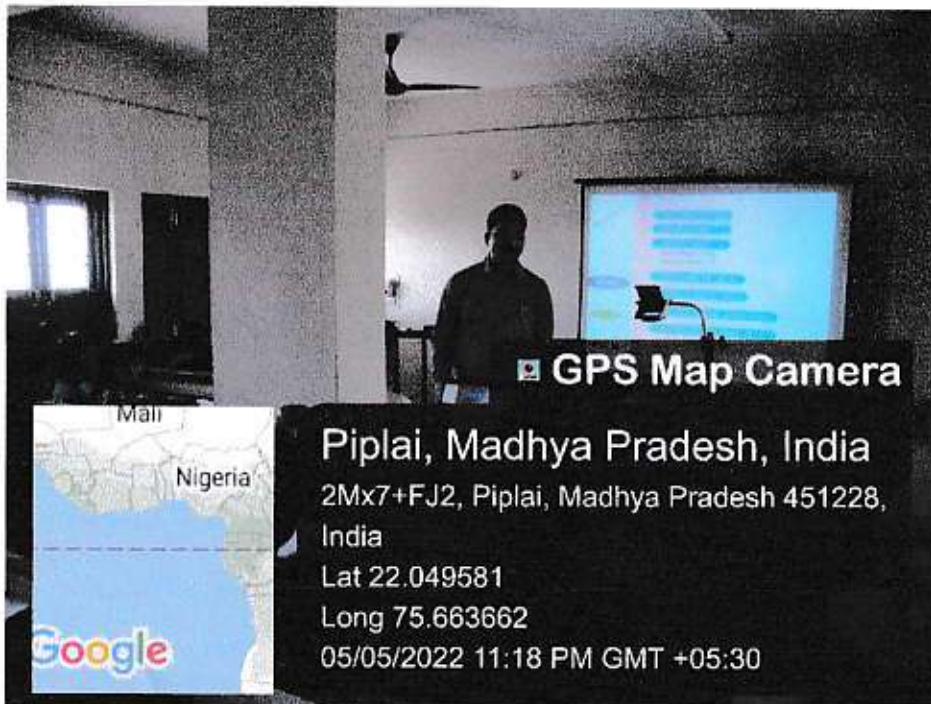 GPS Map Camera
Mali
Nigeria
Google
Piplai, Madhya Pradesh, India
2Mx7+FJ2, Piplai, Madhya Pradesh 451228,
India
Lat 22.049581
Long 75.663662
05/05/2022 11:18 PM GMT +05:30